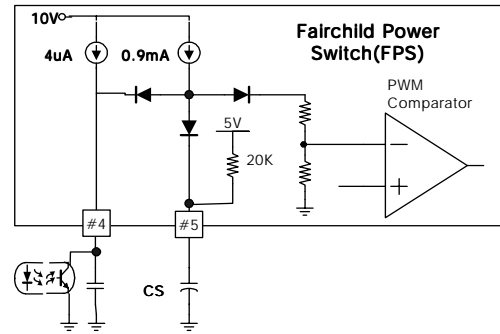 10V
Fairchild Power
Switch(FPS)
4uA
0.9mA
PWM
Comparator
5V
20K
−
+
#4
#5
CS